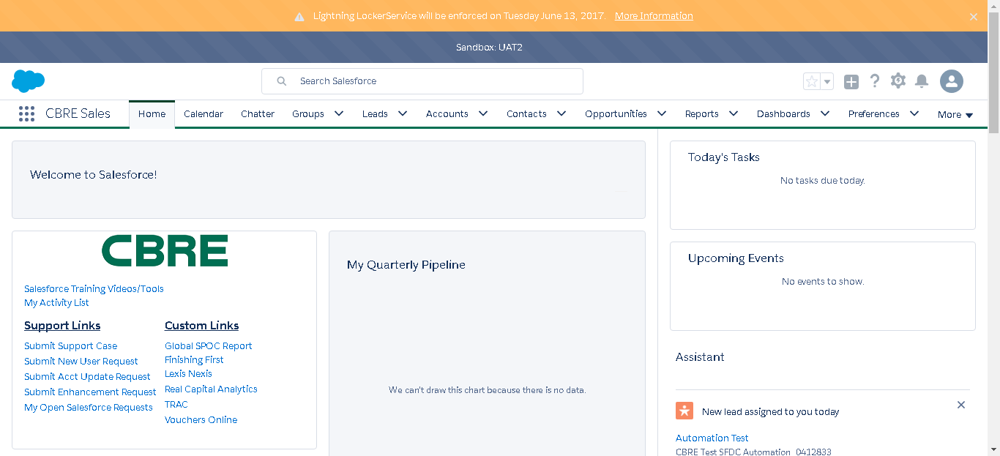 Lightning LockerService will be enforced on Tuesday June 13, 2017. More Information
Sandbox: UAT2
Search Salesforce
CBRE Sales Home Calendar Chatter Groups Leads Accounts Contacts Opportunities Reports Dashboards Preferences More
Welcome to Salesforce!
Today's Tasks
No tasks due today.
CBRE
Salesforce Training Videos/Tools
My Activity List
Support Links
Submit Support Case
Submit New User Request
Submit Acct Update Request
Submit Enhancement Request
My Open Salesforce Requests
Custom Links
Global SPOC Report
Finishing First
Lexis Nexis
Real Capital Analytics
TRAC
Vouchers Online
My Quarterly Pipeline
We can't draw this chart because there is no data.
Upcoming Events
No events to show.
Assistant
New lead assigned to you today
Automation Test
CBRE Test SFDC Automation_0412833